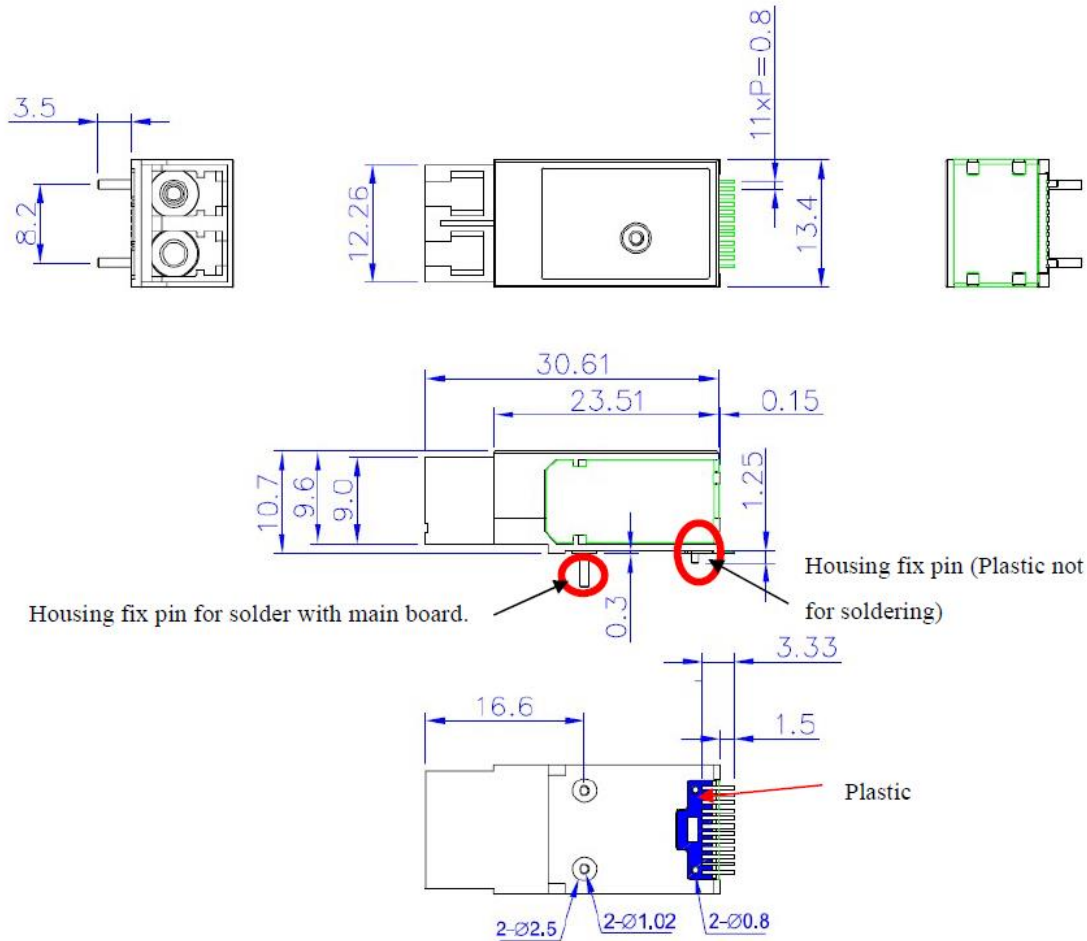 3.5
8.2
12.26
11xP=0.8
13.4
30.61
23.51
0.15
10.7
9.6
9.0
1.25
0.3
Housing fix pin for solder with main board.
Housing fix pin (Plastic not
for soldering)
3.33
16.6
1.5
Plastic
2-Ø2.5
2-Ø1.02
2-Ø0.8